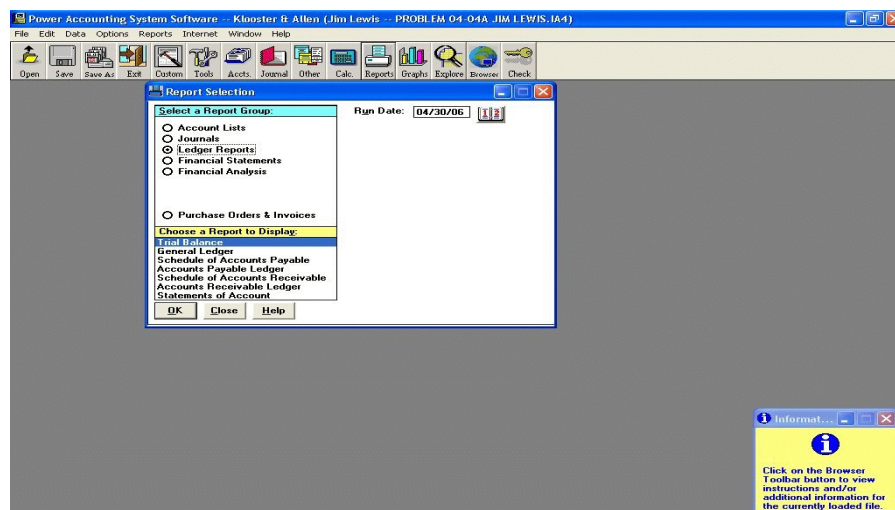 Power Accounting System Software -- Klooster & Allen (Jim Lewis -- PROBLEM 04-04A JIM LEWIS.IA4)
File Edit Data Options Reports Internet Window Help
Open Save Save As Exit Custom Tools Accts. Journal Other Calc. Reports Graphs Explore Browser Check
Report Selection
Select a Report Group:
Run Date: 04/30/06
Account Lists
Journals
Ledger Reports
Financial Statements
Financial Analysis
Purchase Orders & Invoices
Choose a Report to Display:
Trial Balance
General Ledger
Schedule of Accounts Payable
Accounts Payable Ledger
Schedule of Accounts Receivable
Accounts Receivable Ledger
Statements of Account
OK Close Help
Informat...
Click on the Browser
Toolbar button to view
instructions and/or
additional information for
the currently loaded file.